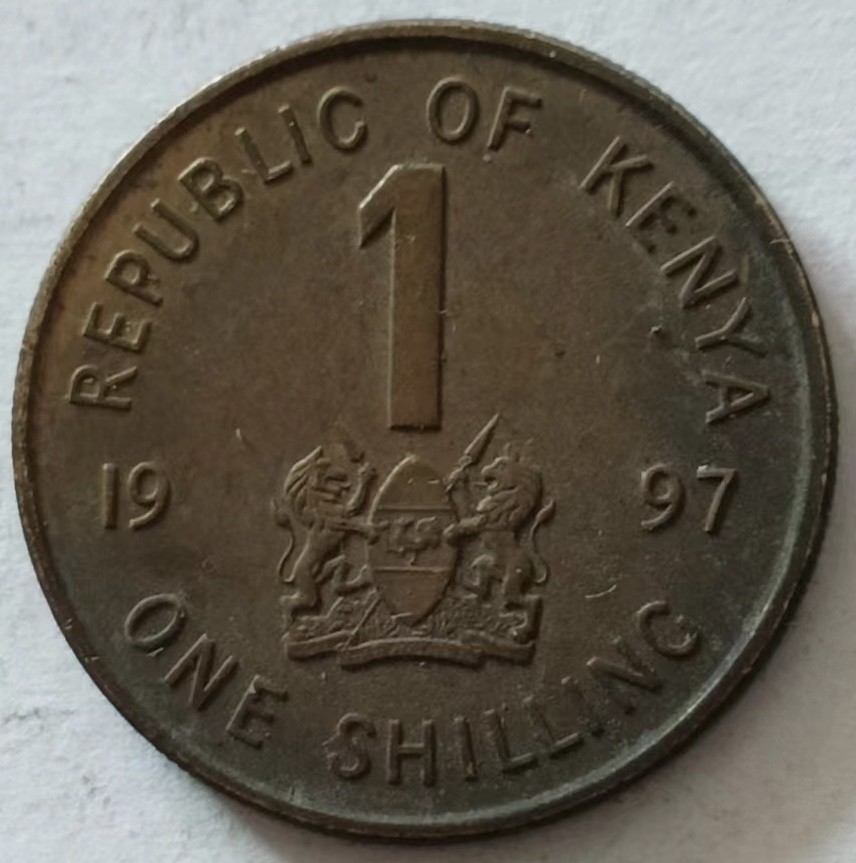 REPUBLIC OF KENYA
1
19 97
ONE SHILLING